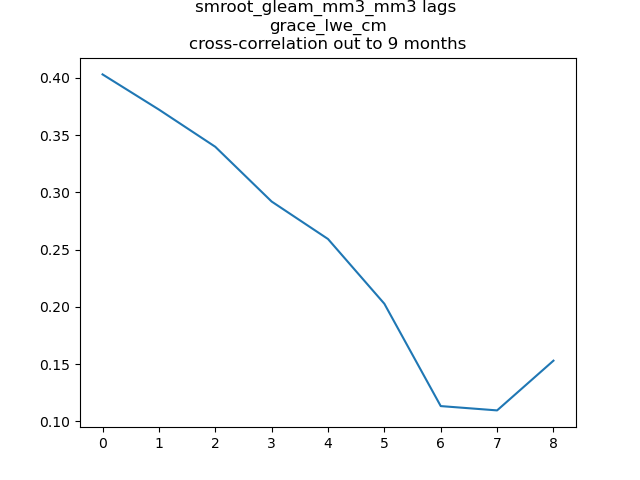 smroot_gleam_mm3_mm3 lags
grace_lwe_cm
cross-correlation out to 9 months
0.40
0.35
0.30
0.25
0.20
0.15
0.10
0 1 2 3 4 5 6 7 8